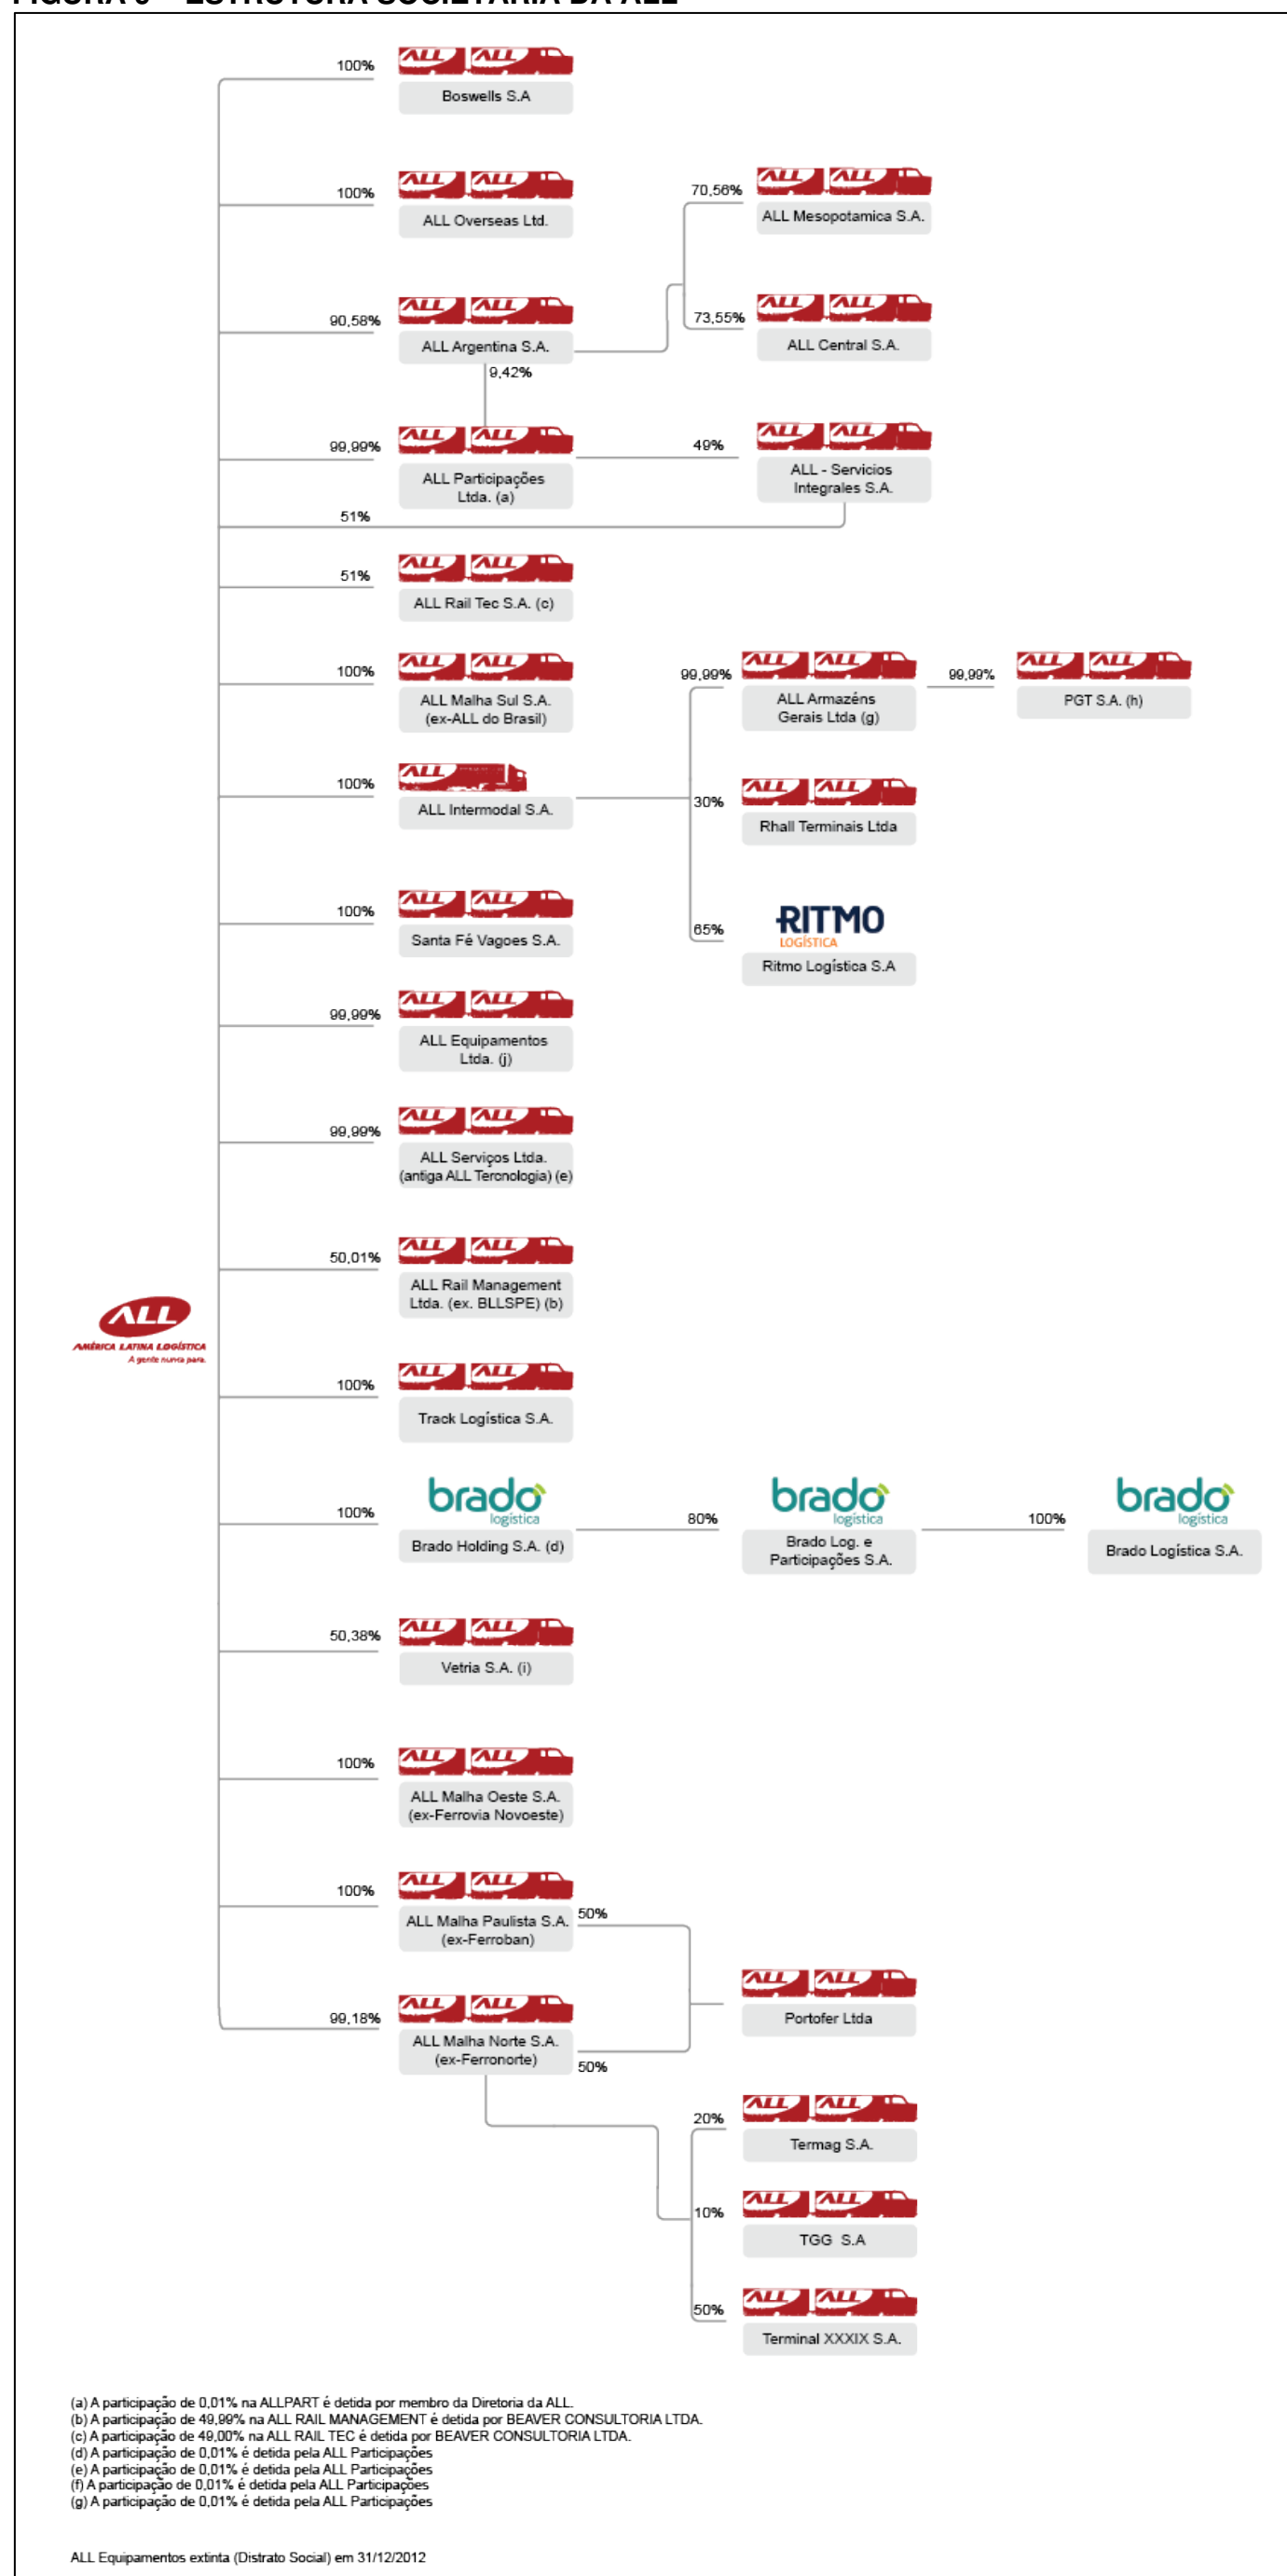 FIGURA 9 – ESTRUTURA SOCIETÁRIA DA ALL
100%
Boswells S.A
100%
ALL Overseas Ltd.
70,56%
ALL Mesopotamica S.A.
90,58%
ALL Argentina S.A.
73,55%
ALL Central S.A.
9,42%
99,99%
ALL Participações
Ltda. (a)
49%
ALL - Servicios
Integrales S.A.
51%
51%
ALL Rail Tec S.A. (c)
100%
ALL Malha Sul S.A.
(ex-ALL do Brasil)
99,99%
ALL Armazéns
Gerais Ltda (g)
99,99%
PGT S.A. (h)
100%
ALL
ALL Intermodal S.A.
30%
Rhall Terminais Ltda
100%
Santa Fé Vagoes S.A.
65%
RITMO
LOGÍSTICA
Ritmo Logística S.A
99,99%
ALL Equipamentos
Ltda. (j)
99,99%
ALL Serviços Ltda.
(antiga ALL Tercnologia) (e)
50,01%
ALL Rail Management
Ltda. (ex. BLLSPE) (b)
ALL
AMÉRICA LATINA LOGÍSTICA
A gente nunca para.
100%
Track Logística S.A.
100%
brado
logística
Brado Holding S.A. (d)
80%
brado
logística
Brado Log. e
Participações S.A.
100%
brado
logística
Brado Logística S.A.
50,38%
Vetria S.A. (i)
100%
ALL Malha Oeste S.A.
(ex-Ferrovia Novoeste)
100%
ALL Malha Paulista S.A.
(ex-Ferroban)
50%
Portofer Ltda
99,18%
ALL Malha Norte S.A.
(ex-Ferronorte)
50%
20%
Termag S.A.
10%
TGG S.A
50%
Terminal XXXIX S.A.
(a) A participação de 0,01% na ALLPART é detida por membro da Diretoria da ALL.
(b) A participação de 49,99% na ALL RAIL MANAGEMENT é detida por BEAVER CONSULTORIA LTDA.
(c) A participação de 49,00% na ALL RAIL TEC é detida por BEAVER CONSULTORIA LTDA.
(d) A participação de 0,01% é detida pela ALL Participações
(e) A participação de 0,01% é detida pela ALL Participações
(f) A participação de 0,01% é detida pela ALL Participações
(g) A participação de 0,01% é detida pela ALL Participações
ALL Equipamentos extinta (Distrato Social) em 31/12/2012